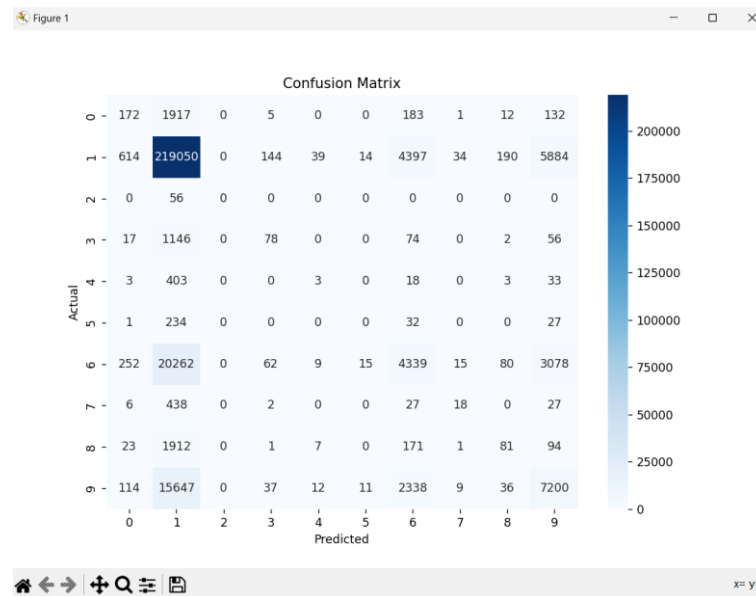 Figure 1
Confusion Matrix
0 172 1917 0 5 0 0 183 1 12 132
1 614 219050 0 144 39 14 4397 34 190 5884
2 0 56 0 0 0 0 0 0 0 0
3 17 1146 0 78 0 0 74 0 2 56
4 3 403 0 0 3 0 18 0 3 33
5 1 234 0 0 0 0 32 0 0 27
6 252 20262 0 62 9 15 4339 15 80 3078
7 6 438 0 2 0 0 27 18 0 27
8 23 1912 0 1 7 0 171 1 81 94
9 114 15647 0 37 12 11 2338 9 36 7200
0 1 2 3 4 5 6 7 8 9
Actual
Predicted
200000
175000
150000
125000
100000
75000
50000
25000
0
x= y